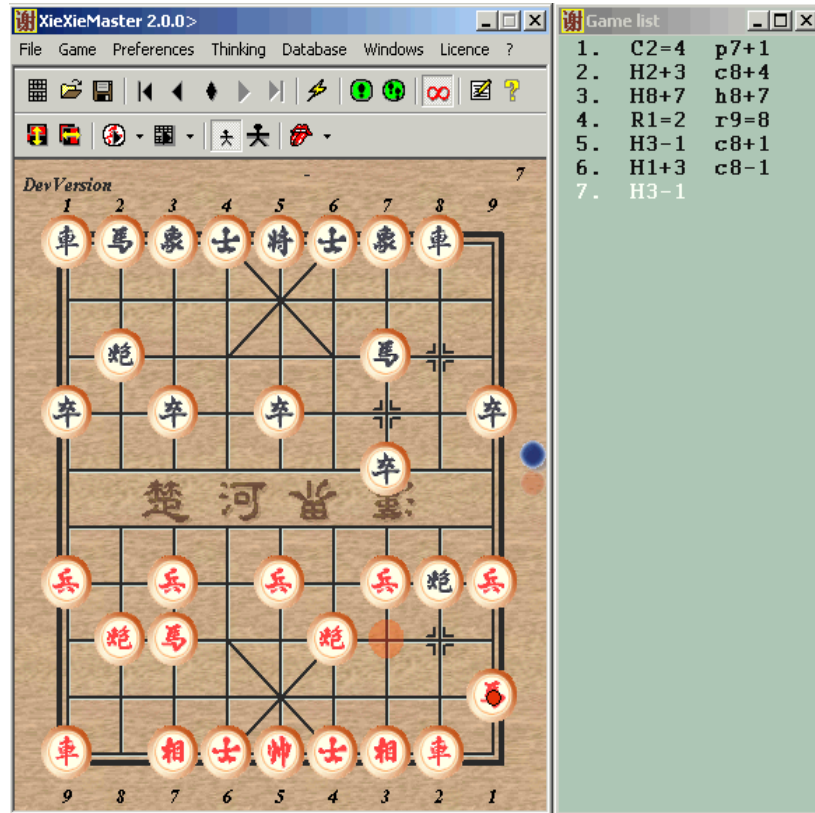 谢 XieXieMaster 2.0.0>
File Game Preferences Thinking Database Windows Licence ?
DevVersion
- 7
1 2 3 4 5 6 7 8 9
車 馬 象 士 将 士 象 車
炮 馬
卒 卒 卒 卒
卒
楚 河
兵 兵 兵 兵 炮 兵
炮 馬 炮
馬
車 相 士 帅 士 相 車
9 8 7 6 5 4 3 2 1
谢 Game list
1. C2=4 p7+1
2. H2+3 c8+4
3. H8+7 h8+7
4. R1=2 r9=8
5. H3-1 c8+1
6. H1+3 c8-1
7. H3-1